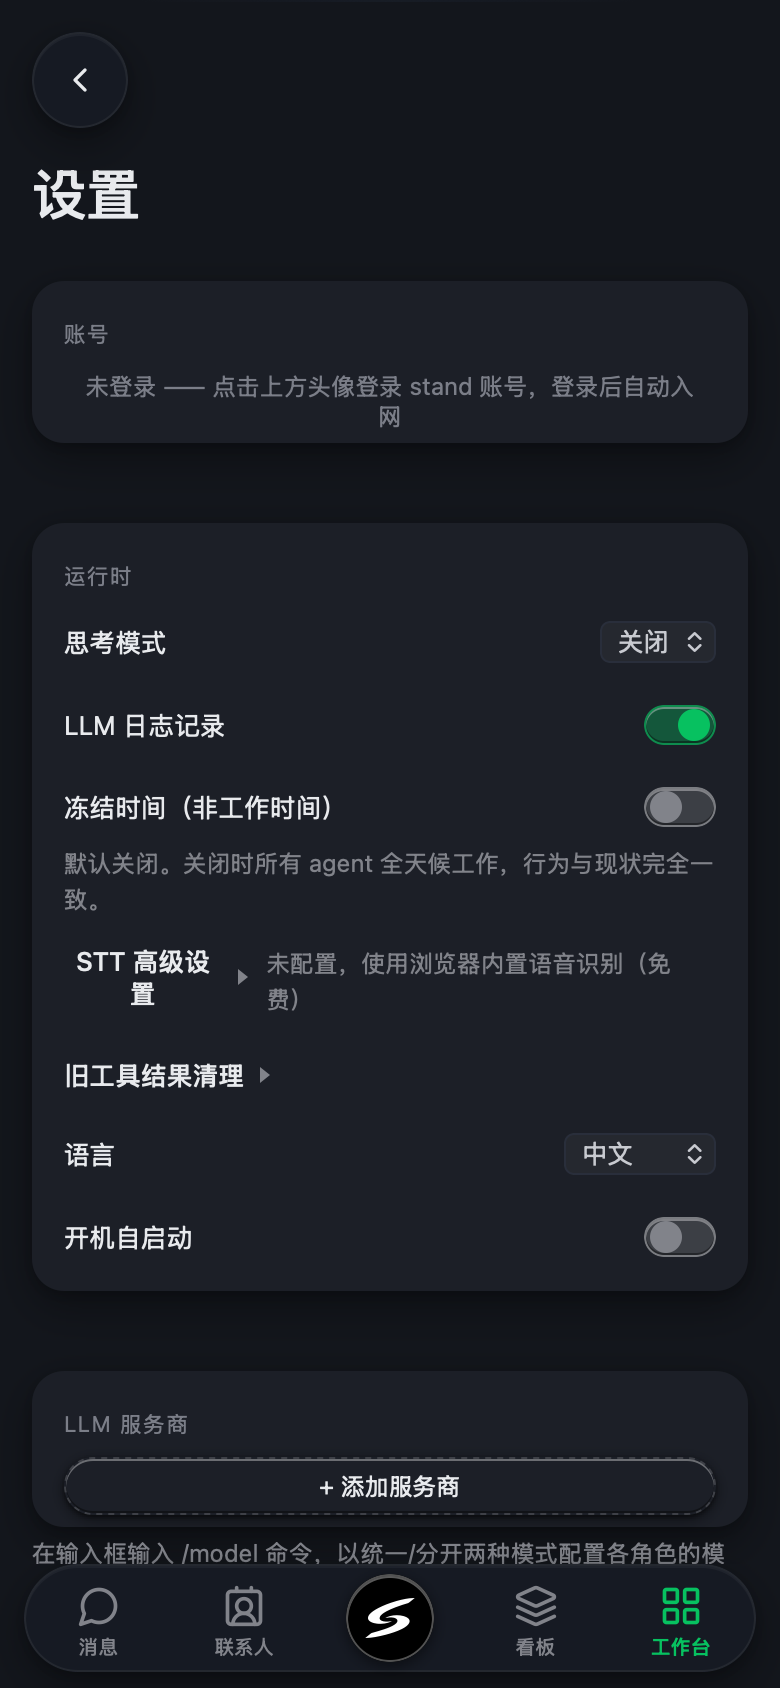 设置
账号
未登录 —— 点击上方头像登录 stand 账号，登录后自动入
网
运行时
思考模式
关闭
LLM 日志记录
冻结时间（非工作时间）
默认关闭。关闭时所有 agent 全天候工作，行为与现状完全一
致。
STT 高级设
置
未配置，使用浏览器内置语音识别（免
费）
旧工具结果清理
语言
中文
开机自启动
LLM 服务商
+ 添加服务商
在输入框输入 /model 命令，以统一/分开两种模式配置各角色的模
消息
联系人
看板
工作台